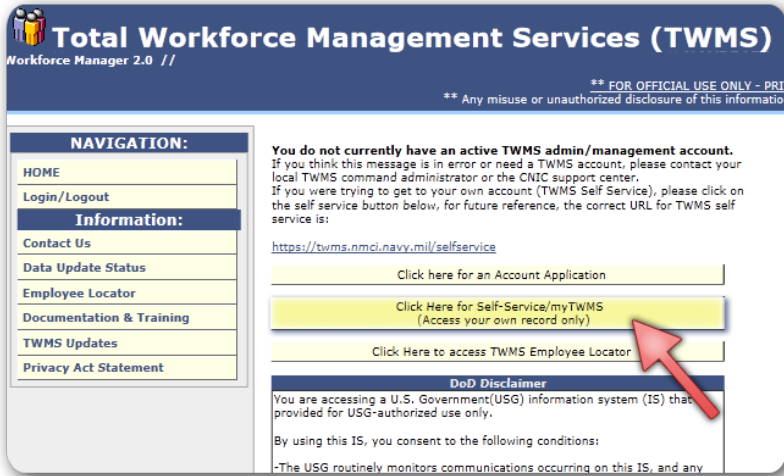 Total Workforce Management Services (TWMS)
Workforce Manager 2.0 //
** FOR OFFICIAL USE ONLY - PRI
** Any misuse or unauthorized disclosure of this informatio
NAVIGATION:
HOME
Login/Logout
Information:
Contact Us
Data Update Status
Employee Locator
Documentation & Training
TWMS Updates
Privacy Act Statement
You do not currently have an active TWMS admin/management account.
If you think this message is in error or need a TWMS account, please contact your
local TWMS command administrator or the CNIC support center.
If you were trying to get to your own account (TWMS Self Service), please click on
the self service button below, for future reference, the correct URL for TWMS self
service is:
https://twms.nmci.navy.mil/selfservice
Click here for an Account Application
Click Here for Self-Service/myTWMS
(Access your own record only)
Click Here to access TWMS Employee Locator
DoD Disclaimer
You are accessing a U.S. Government(USG) information system (IS) that
provided for USG-authorized use only.
By using this IS, you consent to the following conditions:
-The USG routinely monitors communications occurring on this IS, and any